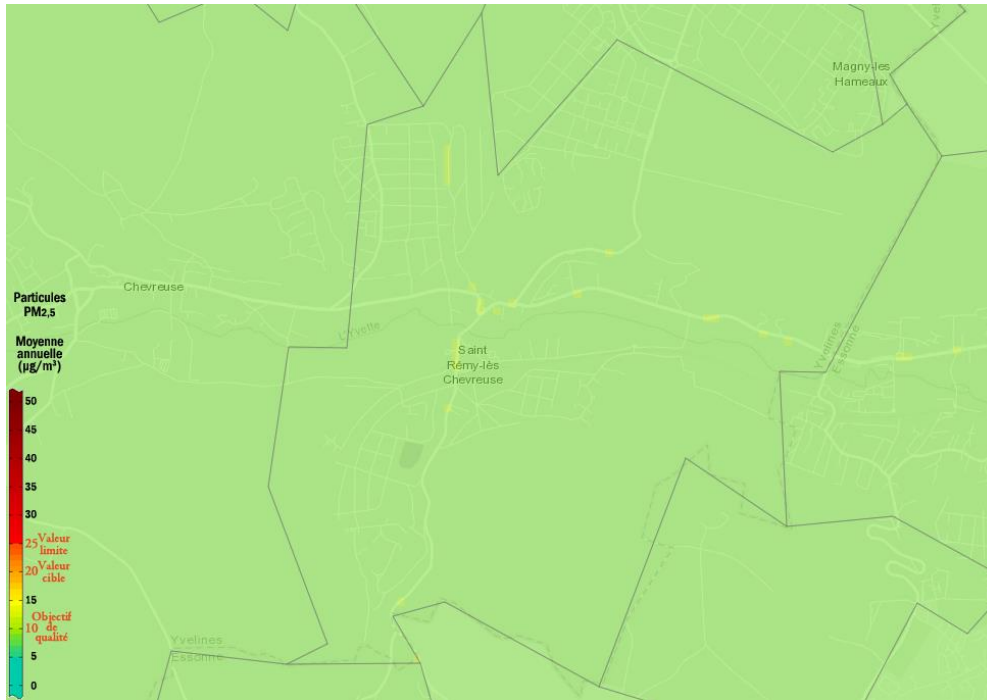 Magny-les
Hameaux
Yveli
Chevreuse
L'Yvette
Saint
Rémy-lès
Chevreuse
Yvelines
Essonne
Yvelines
Essonne
Particules
PM2,5
Moyenne
annuelle
(µg/m³)
50
45
40
35
30
25 Valeur
limite
20 Valeur
cible
15
Objectif
10 de
qualité
5
0